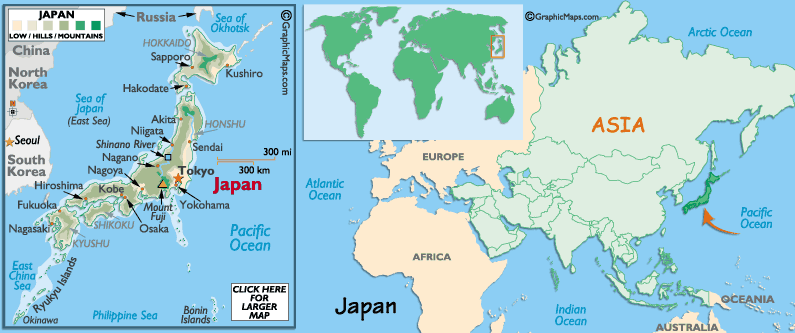 JAPAN
LOW / HILLS / MOUNTAINS
Russia
Sea of
Okhotsk
©GraphicMaps.com
China
North
Korea
HOKKAIDO
Sapporo
Kushiro
Hakodate
Sea of
Japan
(East Sea)
Akita
HONSHU
Niigata
Shinano River
Sendai
Seoul
South
Korea
Nagano
Nagoya
300 mi
300 km
Tokyo
Japan
Hiroshima
Kobe
Fukuoka
Mount
Fuji
Yokohama
Nagasaki
SHIKOKU
Osaka
KYUSHU
Pacific
Ocean
East
China
Sea
Ryukyu Islands
Okinawa
Philippine Sea
Bonin
Islands
CLICK HERE
FOR
LARGER
MAP
©GraphicMaps.com
Arctic Ocean
ASIA
EUROPE
Atlantic
Ocean
Pacific
Ocean
AFRICA
Japan
Indian
Ocean
OCEANIA
AUSTRALIA